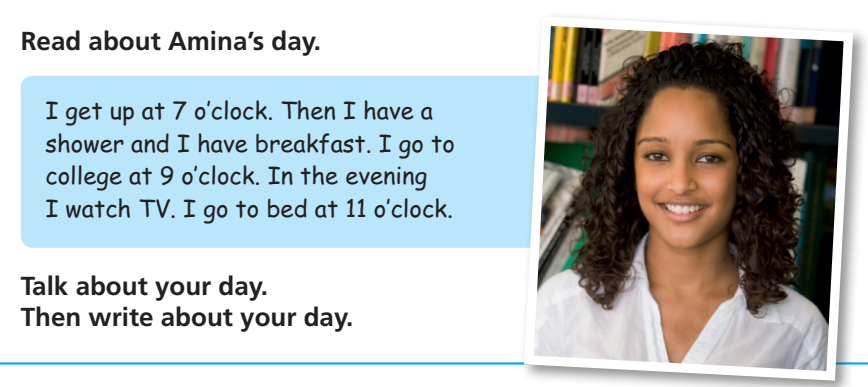 Read about Amina’s day.
I get up at 7 o’clock. Then I have a
shower and I have breakfast. I go to
college at 9 o’clock. In the evening
I watch TV. I go to bed at 11 o’clock.
Talk about your day.
Then write about your day.